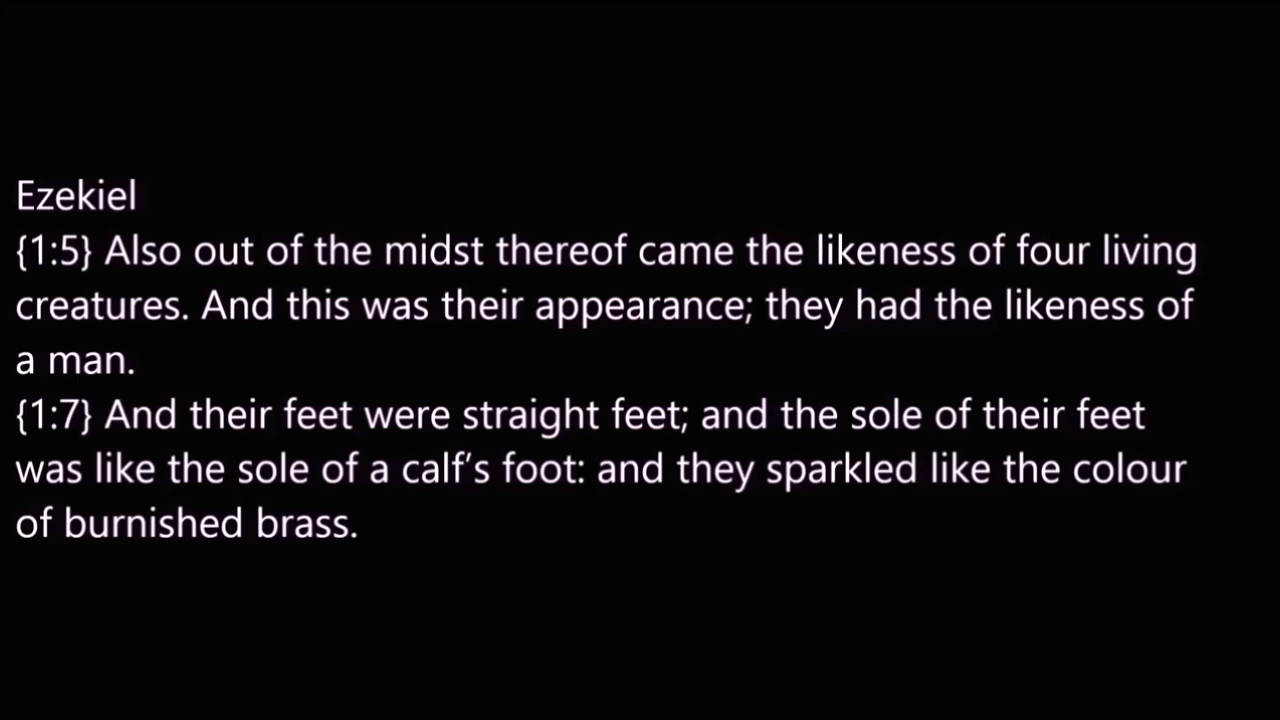 Ezekiel
{1:5} Also out of the midst thereof came the likeness of four living
creatures. And this was their appearance; they had the likeness of
a man.
{1:7} And their feet were straight feet; and the sole of their feet
was like the sole of a calf’s foot: and they sparkled like the colour
of burnished brass.